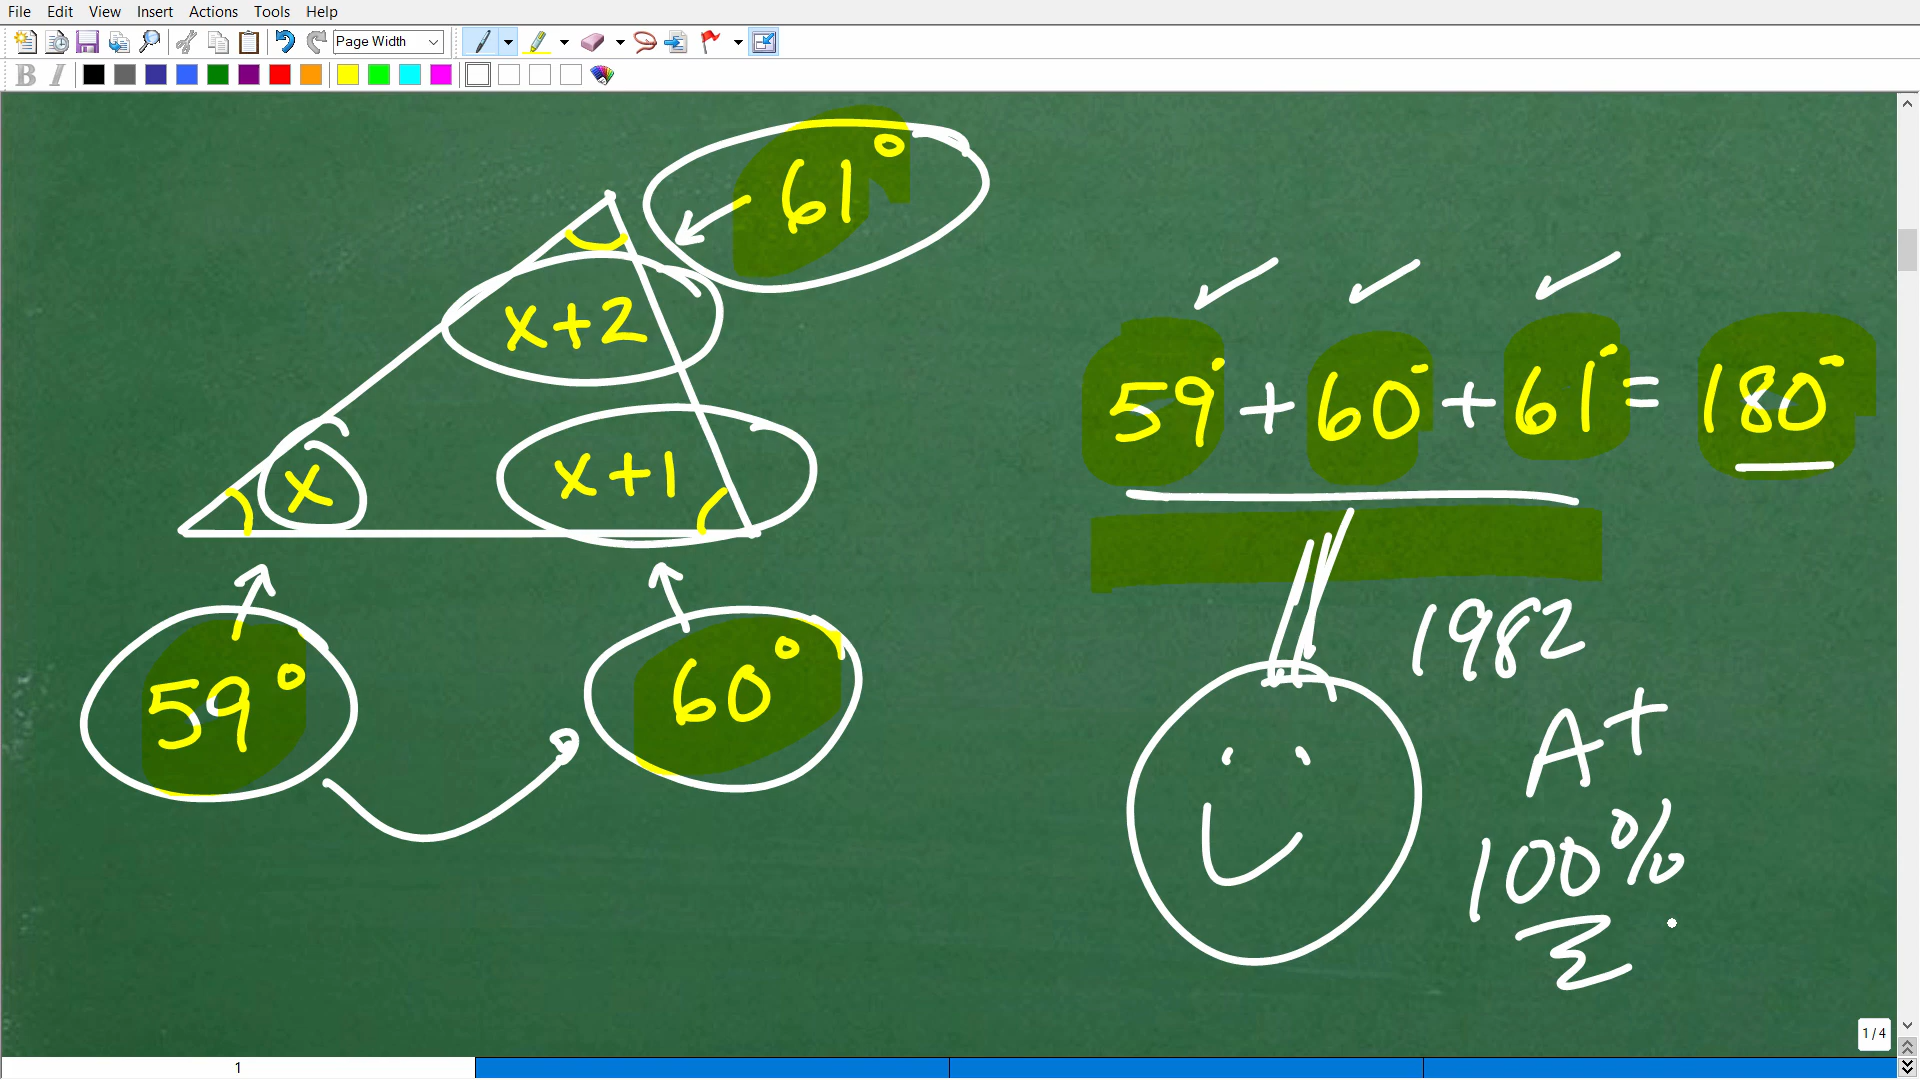 File Edit View Insert Actions Tools Help
Page Width
B I
61°
x+2
x
x+1
59°
60°
59° + 60° + 61° = 180°
1982
A+
100%
1/4
1